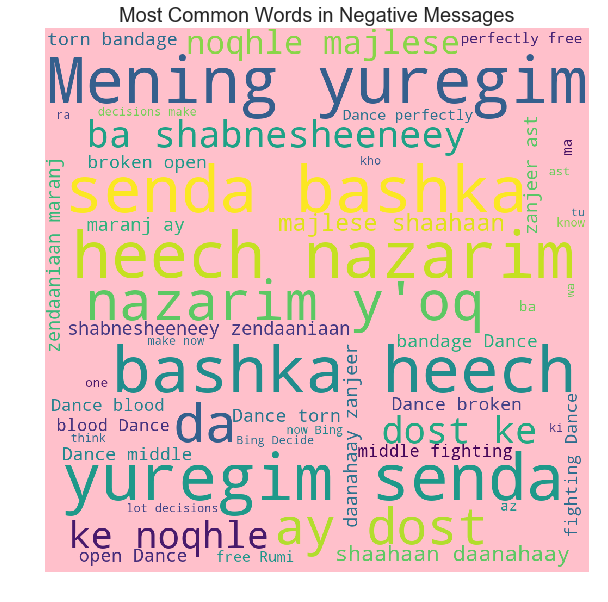 Most Common Words in Negative Messages
torn bandage
noqhle majlese
perfectly free
Mening yuregim
ra
decisions make
Dance perfectly
ba shabnesheeneey
zanjeer ast
ma
broken open
kho
ast
senda bashka
zendaaniaan maranj
maranj ay
majlese shaahaan
tu
know
heech nazarim
nazarim y'oq
wa
ba
shabnesheeneey zendaaniaan
make now
bandage Dance
bashka heech
one
daanahaay zanjeer
Dance blood
da
Dance torn
Dance broken
blood Dance
now Bing
dost ke
ki
think
Bing Decide
Dance middle
middle fighting
fighting Dance
yuregim senda
lot decisions
az
ke noqhle
ay dost
open Dance
free Rumi
shaahaan daanahaay